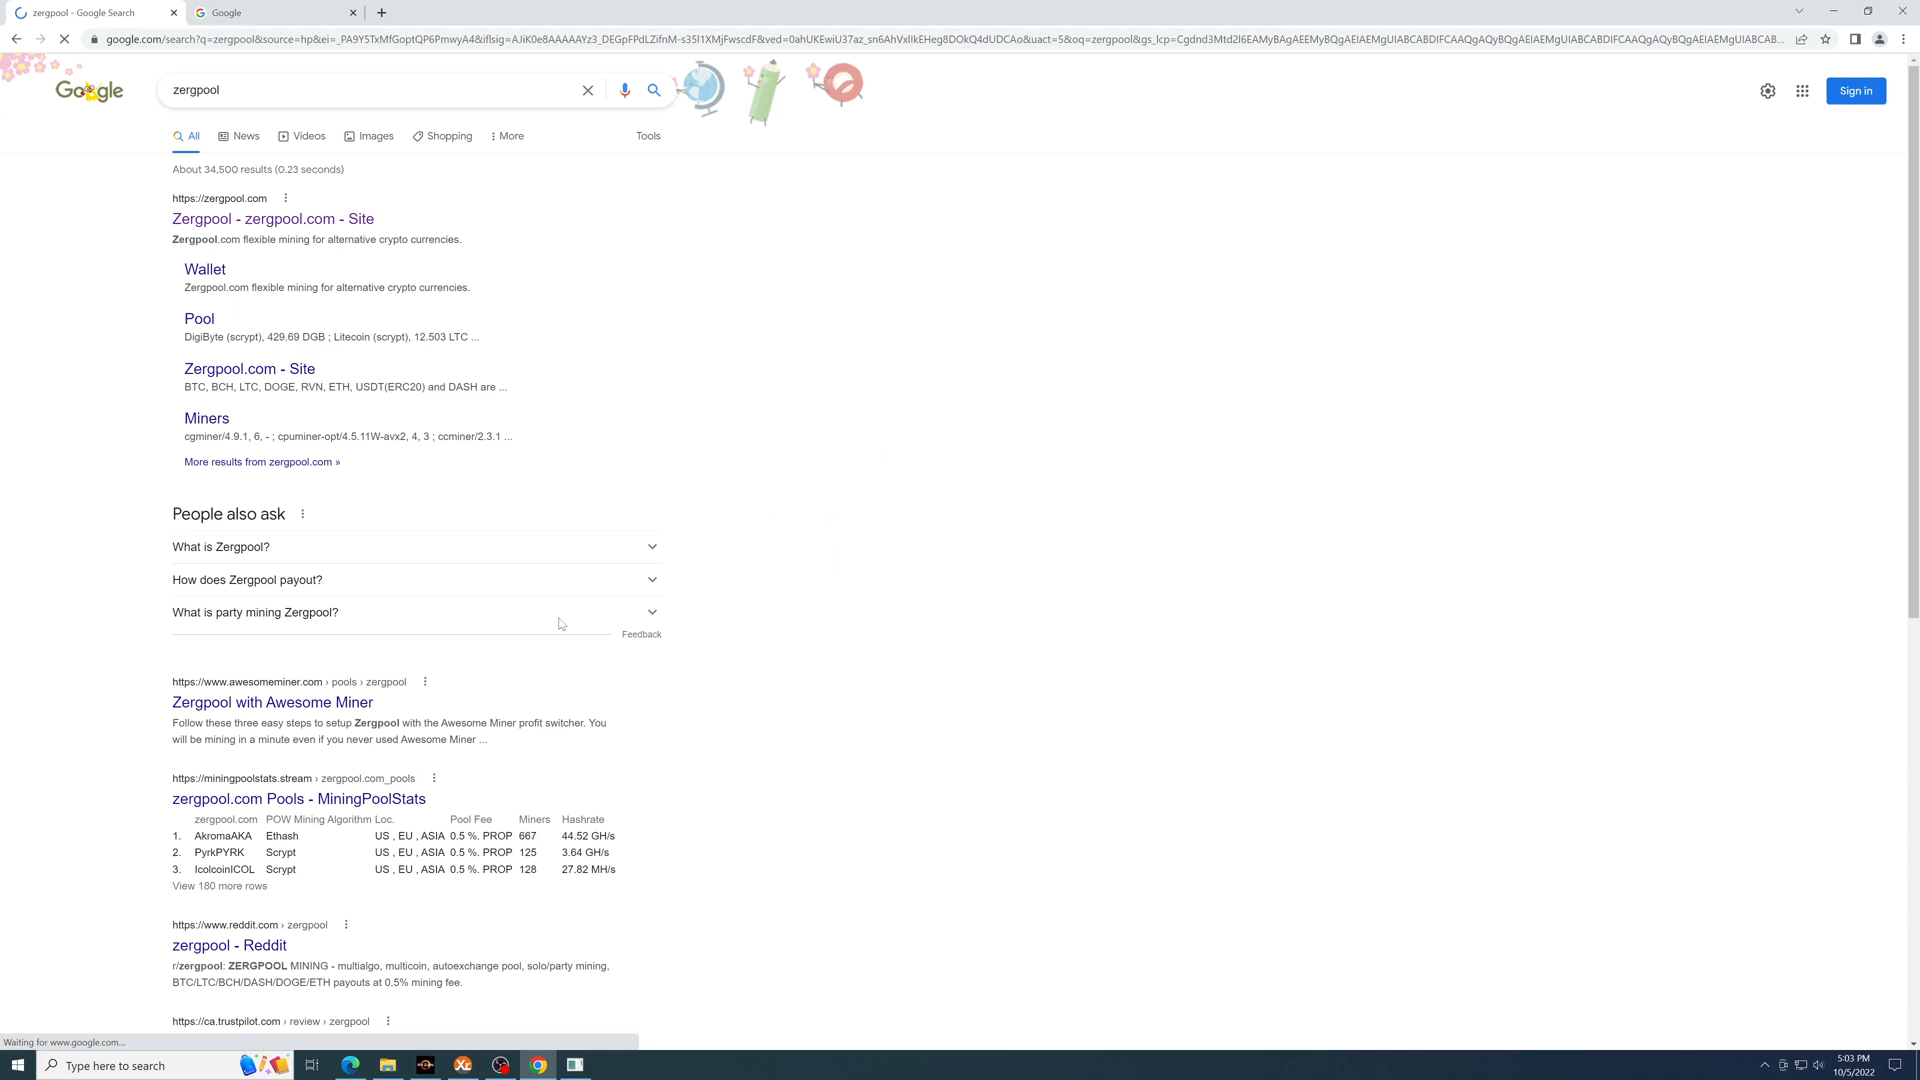 zergpool - Google Search
Google
google.com/search?q=zergpool&source=hp&ei=_PA9Y5TxMfGoptQP6PmwyA4&iflsig=AJiK0e8AAAAAYz3_DEGpFPdLZifnM-s35I1XMjFwscdF&ved=0ahUKEwiU37az_sn6AhVxIIkEHeg8DOkQ4dUDCAo&uact=5&oq=zergpool&gs_lcp=Cgdnd3Mtd2l6EAMyBAgAEEMyBQgAEIAEMgUIABCABDIFCAAQgAQyBQgAEIAEMgUIABCABDIFCAAQgAQyBQgAEIAEMgUIABCABDIFCAAQgAQyBQgAEIAEMgUIABCAB...
Google
zergpool
Sign in
All News Videos Images Shopping More Tools
About 34,500 results (0.23 seconds)
https://zergpool.com
Zergpool - zergpool.com - Site
Zergpool.com flexible mining for alternative crypto currencies.
Wallet
Zergpool.com flexible mining for alternative crypto currencies.
Pool
DigiByte (scrypt), 429.69 DGB ; Litecoin (scrypt), 12.503 LTC ...
Zergpool.com - Site
BTC, BCH, LTC, DOGE, RVN, ETH, USDT(ERC20) and DASH are ...
Miners
cgminer/4.9.1, 6, - ; cpuminer-opt/4.5.11W-avx2, 4, 3 ; ccminer/2.3.1 ...
More results from zergpool.com »
People also ask
What is Zergpool?
How does Zergpool payout?
What is party mining Zergpool?
Feedback
https://www.awesomeminer.com › pools › zergpool
Zergpool with Awesome Miner
Follow these three easy steps to setup Zergpool with the Awesome Miner profit switcher. You
will be mining in a minute even if you never used Awesome Miner ...
https://miningpoolstats.stream › zergpool.com_pools
zergpool.com Pools - MiningPoolStats
zergpool.com POW Mining Algorithm Loc. Pool Fee Miners Hashrate
1. AkromaAKA Ethash US , EU , ASIA 0.5 %. PROP 667 44.52 GH/s
2. PyrkPYRK Scrypt US , EU , ASIA 0.5 %. PROP 125 3.64 GH/s
3. IcolcoinICOL Scrypt US , EU , ASIA 0.5 %. PROP 128 27.82 MH/s
View 180 more rows
https://www.reddit.com › zergpool
zergpool - Reddit
r/zergpool: ZERGPOOL MINING - multialgo, multicoin, autoexchange pool, solo/party mining,
BTC/LTC/BCH/DASH/DOGE/ETH payouts at 0.5% mining fee.
https://ca.trustpilot.com › review › zergpool
Waiting for www.google.com...
Type here to search
5:03 PM
10/5/2022